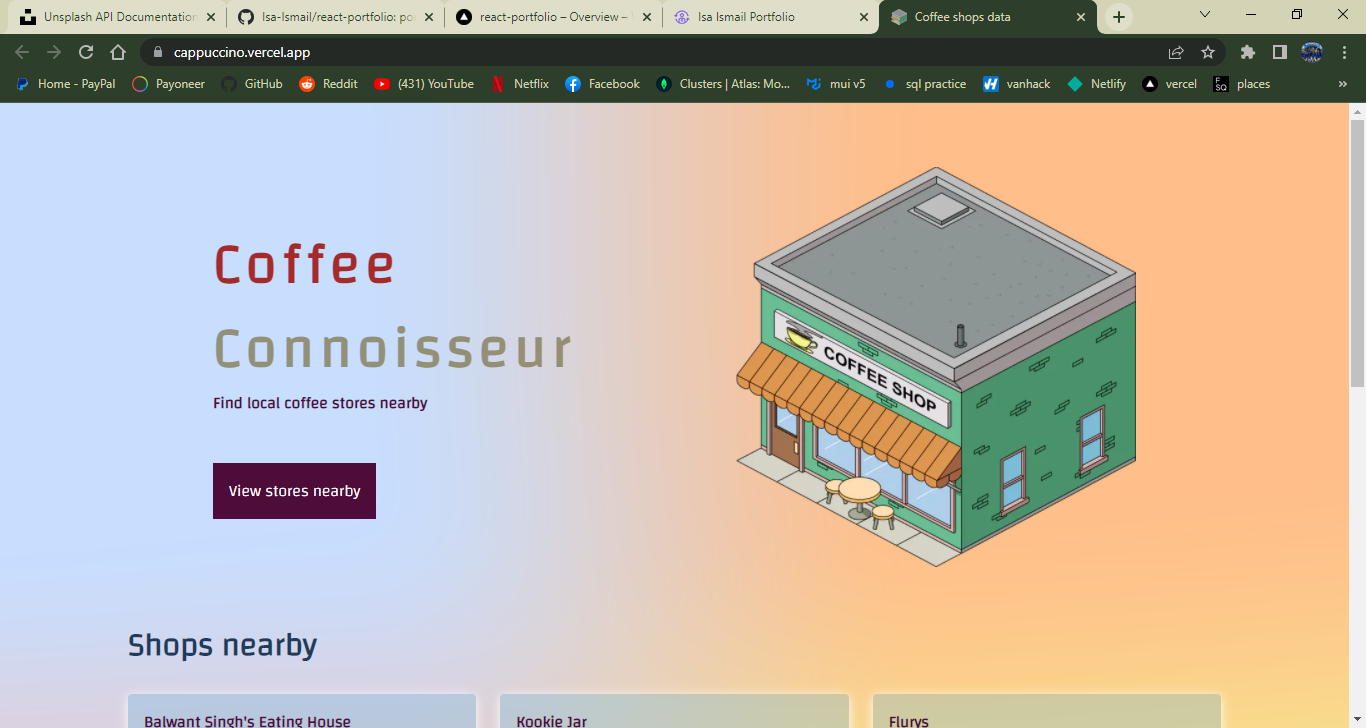 Unsplash API Documentation
Isa-Ismail/react-portfolio: po
react-portfolio – Overview –
Isa Ismail Portfolio
Coffee shops data
cappuccino.vercel.app
Home - PayPal
Payoneer
GitHub
Reddit
(431) YouTube
Netflix
Facebook
Clusters | Atlas: Mo...
mui v5
sql practice
vanhack
Netlify
vercel
F
SQ
places
»
Coffee
Connoisseur
Find local coffee stores nearby
View stores nearby
COFFEE SHOP
Shops nearby
Balwant Singh's Eating House
Kookie Jar
Flurys